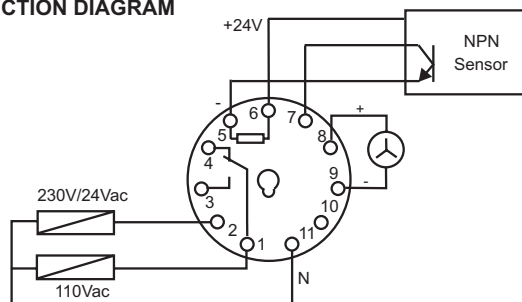 CTION DIAGRAM
+24V
NPN
Sensor
-
+
5
6
7
8
4
9
-
3
10
230V/24Vac
2
1
11
N
110Vac